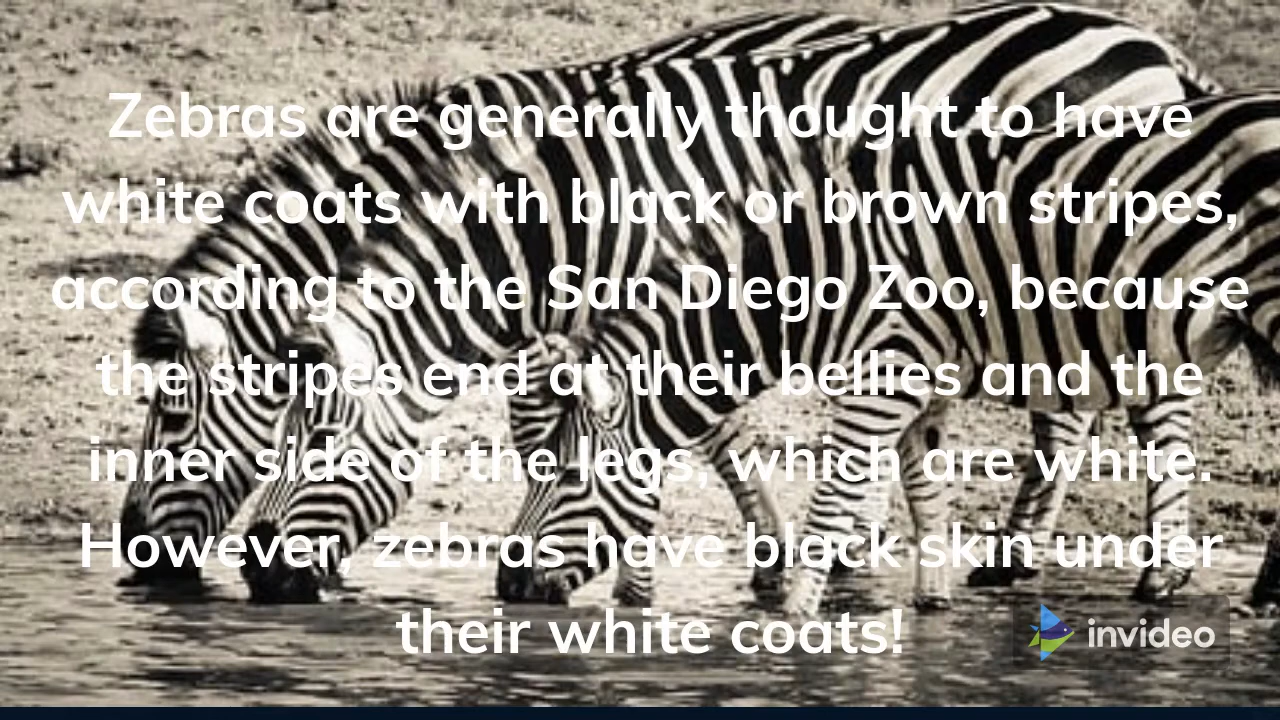 Zebras are generally thought to have
white coats with black or brown stripes,
according to the San Diego Zoo, because
the stripes end at their bellies and the
inner side of the legs, which are white.
However, zebras have black skin under
their white coats!
invideo